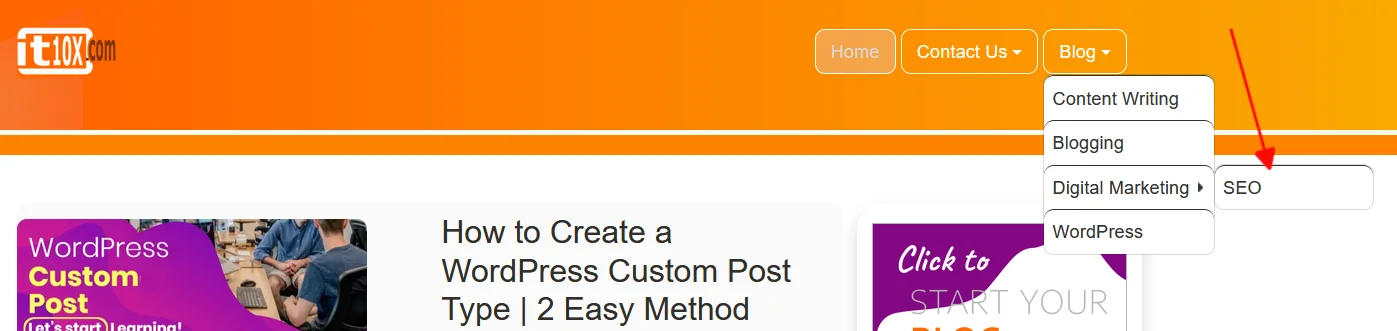 it10x.com
Home
Contact Us
Blog
Content Writing
Blogging
Digital Marketing
SEO
WordPress
WordPress
Custom
Post
Let's start Learning!
How to Create a
WordPress Custom Post
Type | 2 Easy Method
Click to
START YOUR
BLOG